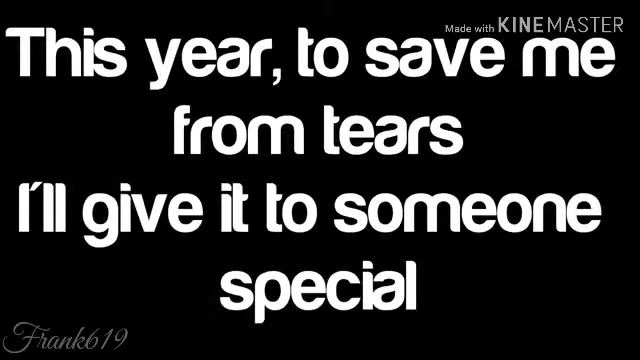 Made with KINEMASTER
This year, to save me
from tears
I'll give it to someone
special
Frank619